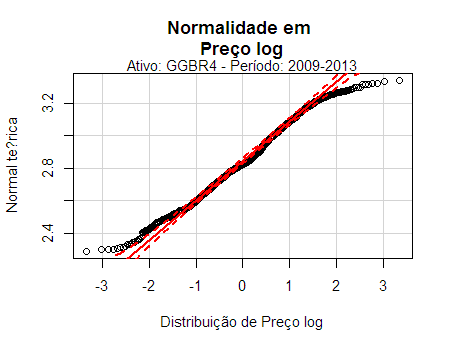 Normalidade em
Preço log
Ativo: GGBR4 - Período: 2009-2013
Normal te?rica
3.2
2.8
2.4
-3 -2 -1 0 1 2 3
Distribuição de Preço log